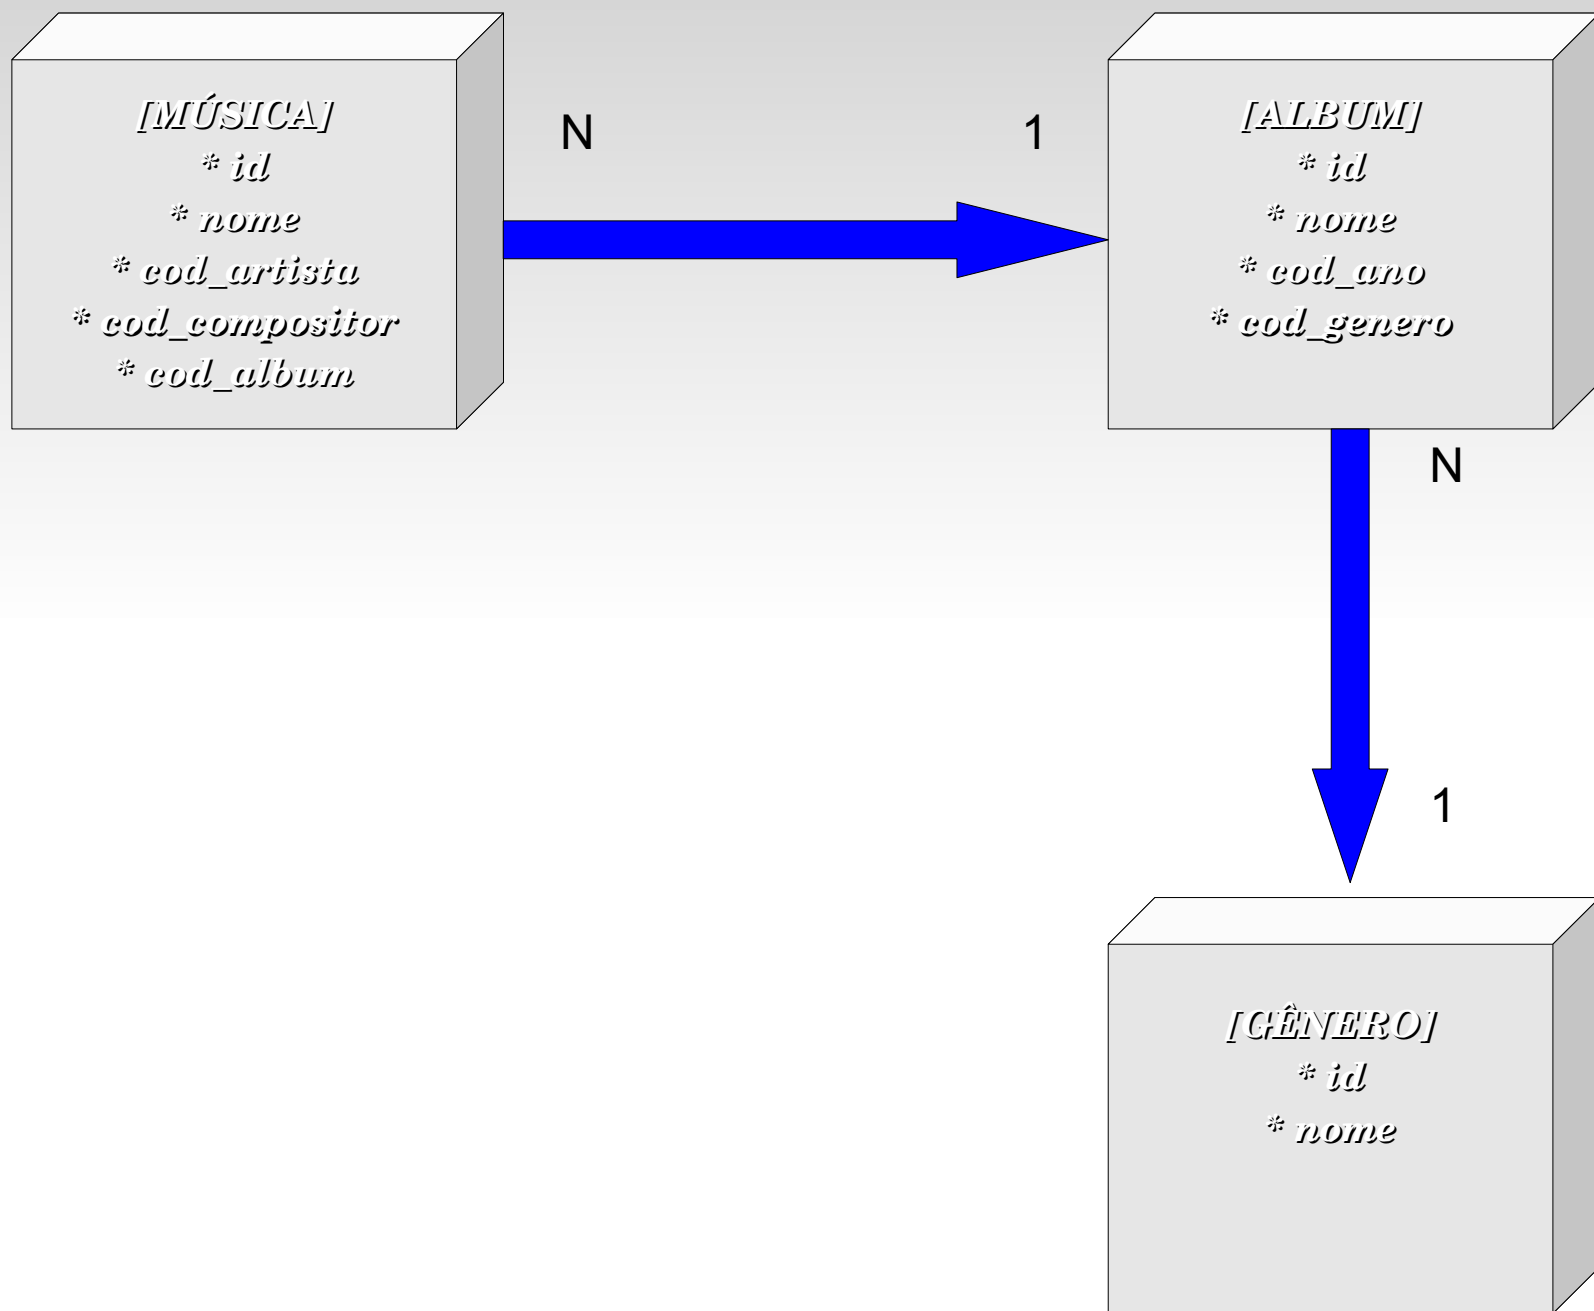 [MÚSICA]
* id
* nome
* cod_artista
* cod_compositor
* cod_album
N
1
[ALBUM]
* id
* nome
* cod_ano
* cod_genero
N
1
[GÊNERO]
* id
* nome